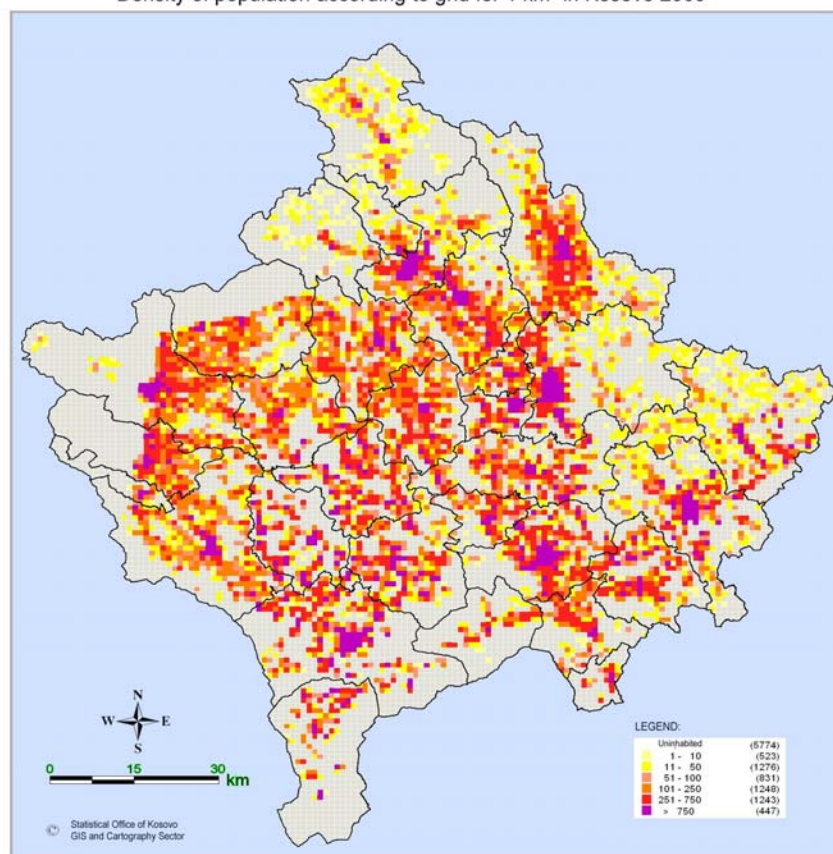 Density of population according to grid for 1 km² in Kosovo
N
W E
S
0 15 30
km
LEGEND:
Uninhabited (5774)
1 - 10 (523)
11 - 50 (1276)
51 - 100 (831)
101 - 250 (1248)
251 - 750 (1243)
> 750 (447)
© Statistical Office of Kosovo
GIS and Cartography Sector